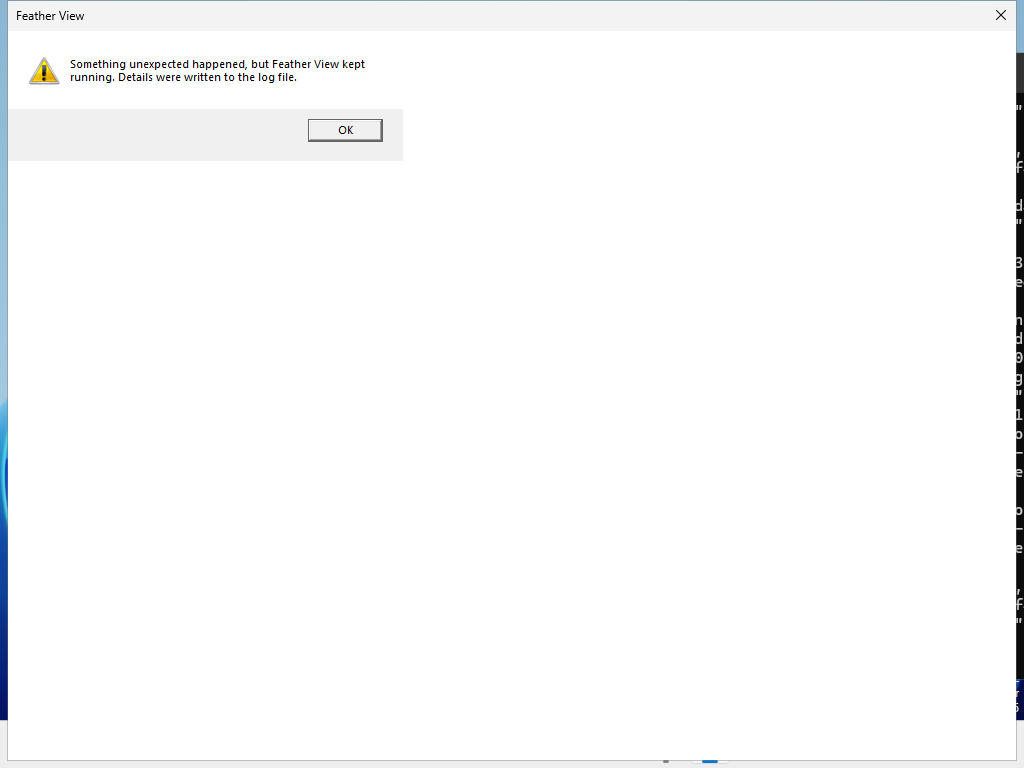 Feather View
Something unexpected happened, but Feather View kept
running. Details were written to the log file.
OK